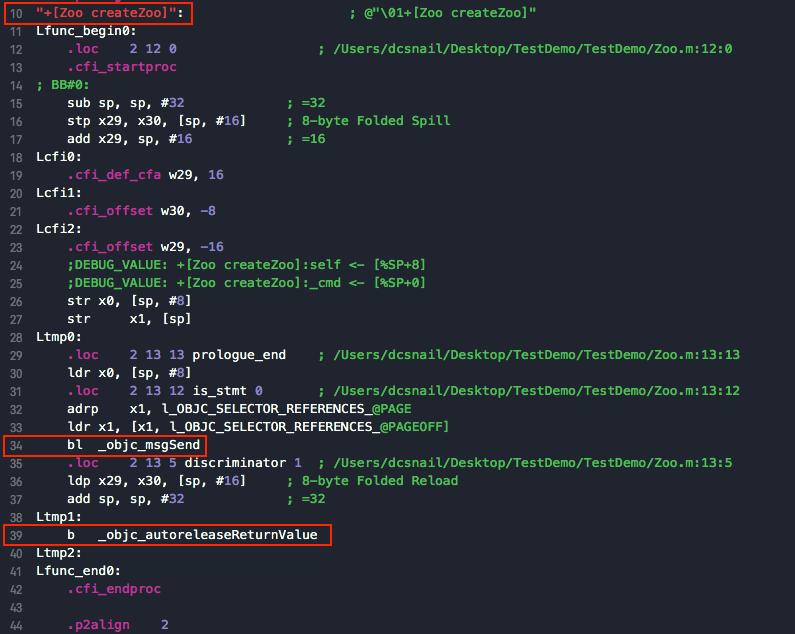 10 "+[Zoo createZoo]": ; @"\01+[Zoo createZoo]"
11 Lfunc_begin0:
12 .loc 2 12 0 ; /Users/dcsnail/Desktop/TestDemo/TestDemo/Zoo.m:12:0
13 .cfi_startproc
14 ; BB#0:
15 sub sp, sp, #32 ; =32
16 stp x29, x30, [sp, #16] ; 8-byte Folded Spill
17 add x29, sp, #16 ; =16
18 Lcfi0:
19 .cfi_def_cfa w29, 16
20 Lcfi1:
21 .cfi_offset w30, -8
22 Lcfi2:
23 .cfi_offset w29, -16
24 ;DEBUG_VALUE: +[Zoo createZoo]:self <- [%SP+8]
25 ;DEBUG_VALUE: +[Zoo createZoo]:_cmd <- [%SP+0]
26 str x0, [sp, #8]
27 str x1, [sp]
28 Ltmp0:
29 .loc 2 13 13 prologue_end ; /Users/dcsnail/Desktop/TestDemo/TestDemo/Zoo.m:13:13
30 ldr x0, [sp, #8]
31 .loc 2 13 12 is_stmt 0 ; /Users/dcsnail/Desktop/TestDemo/TestDemo/Zoo.m:13:12
32 adrp x1, l_OBJC_SELECTOR_REFERENCES_@PAGE
33 ldr x1, [x1, l_OBJC_SELECTOR_REFERENCES_@PAGEOFF]
34 bl _objc_msgSend
35 .loc 2 13 5 discriminator 1 ; /Users/dcsnail/Desktop/TestDemo/TestDemo/Zoo.m:13:5
36 ldp x29, x30, [sp, #16] ; 8-byte Folded Reload
37 add sp, sp, #32 ; =32
38 Ltmp1:
39 b _objc_autoreleaseReturnValue
40 Ltmp2:
41 Lfunc_end0:
42 .cfi_endproc
43
44 .p2align 2